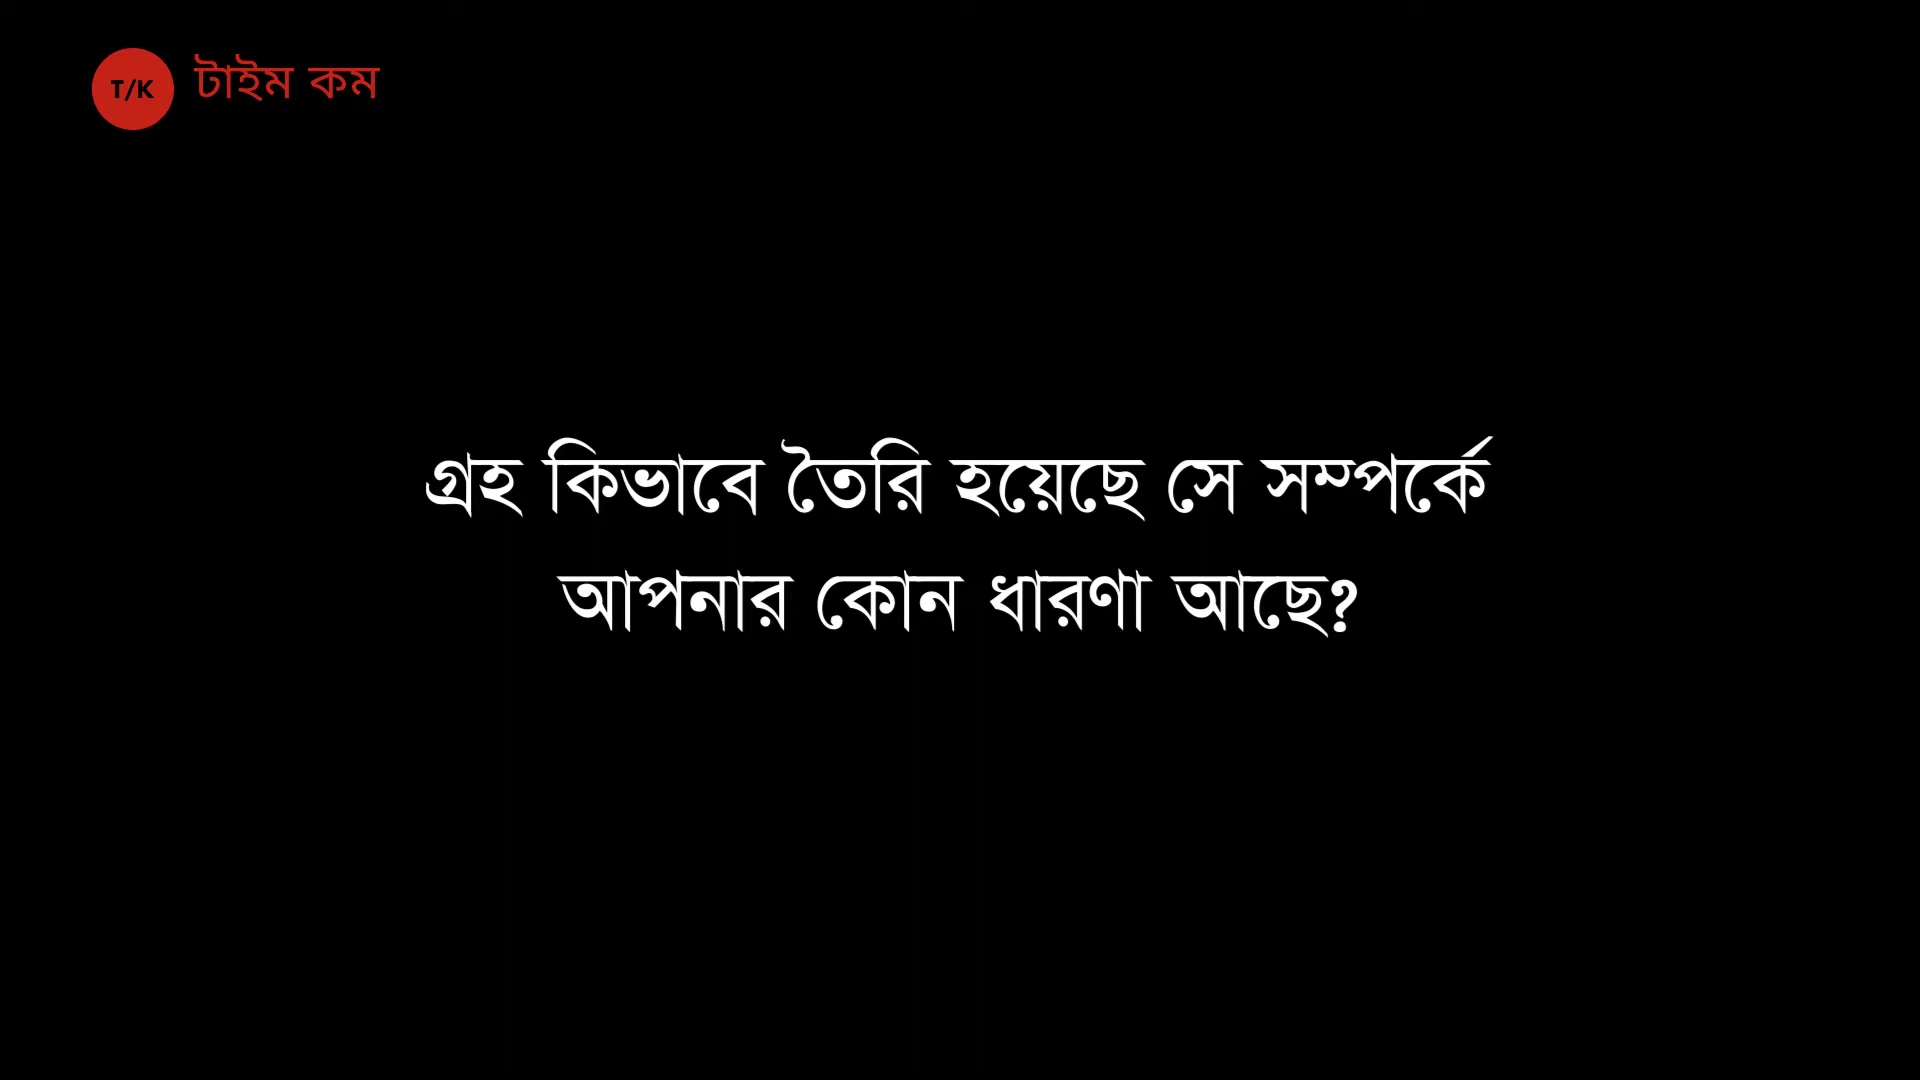 T/K টাইম কম
গ্রহ কিভাবে তৈরি হয়েছে সে সম্পর্কে
আপনার কোন ধারণা আছে?